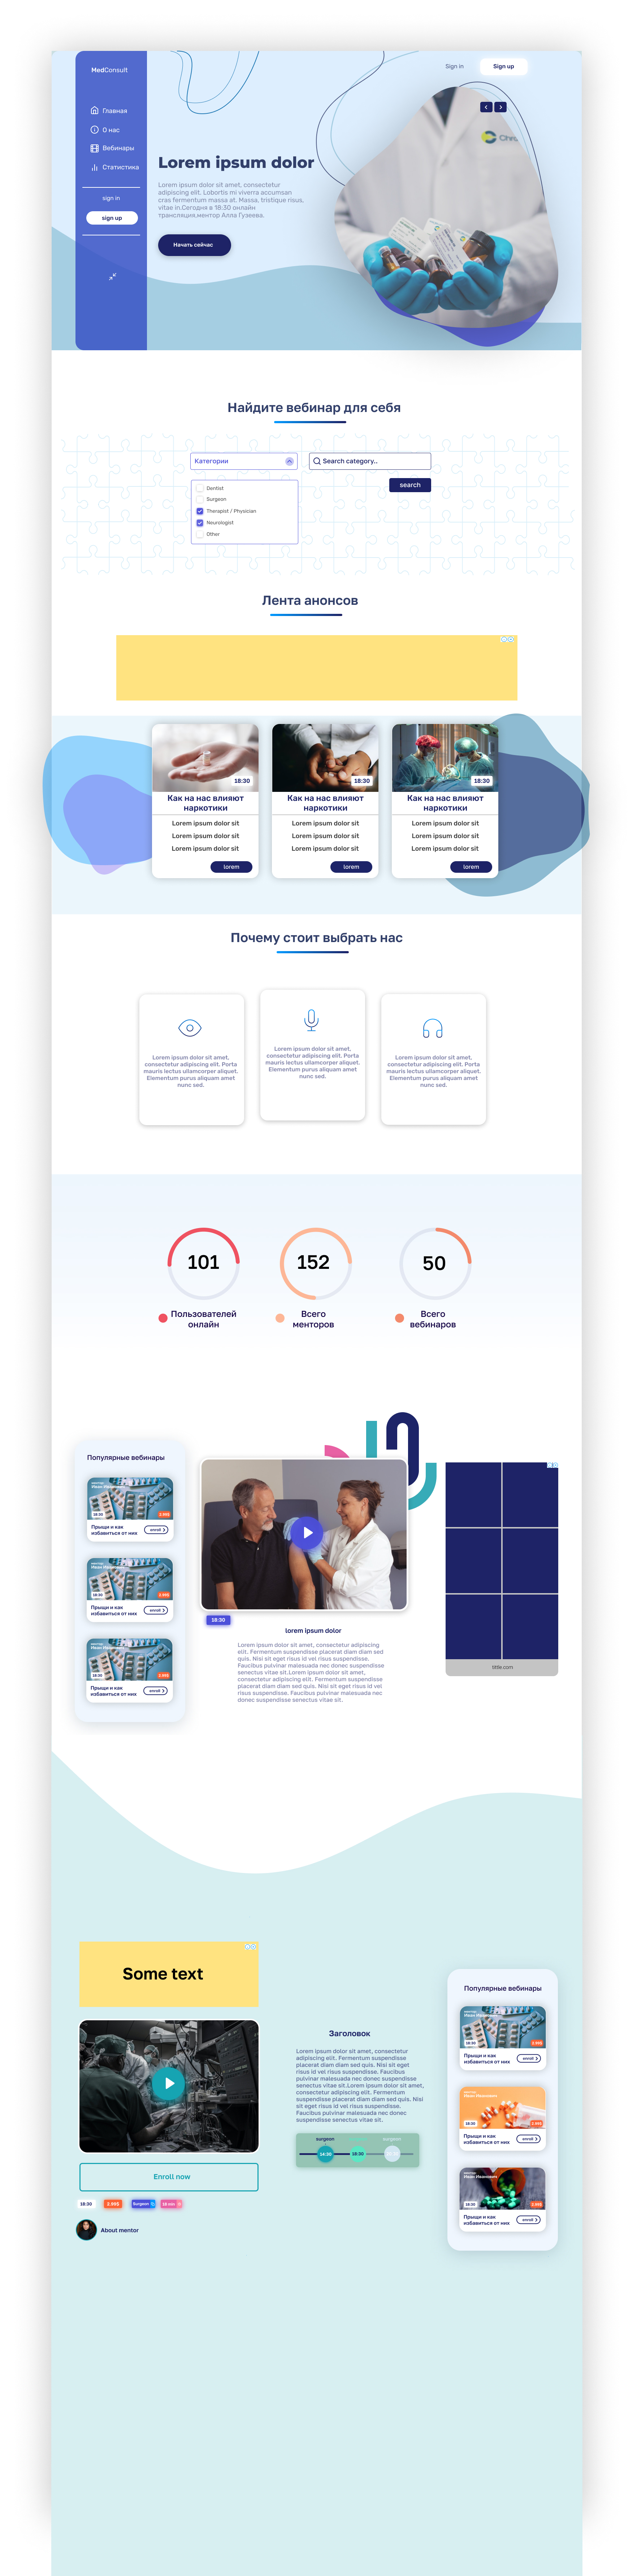 MedConsult
Sign in
Sign up
Главная
О нас
Вебинары
Статистика
sign in
sign up
Lorem ipsum dolor
Lorem ipsum dolor sit amet, consectetur
adipiscing elit. Lobortis mi viverra accumsan
cras fermentum massa at. Massa, tristique risus,
vitae in.Сегодня в 18:30 онлайн
трансляция,ментор Алла Гузеева.
Начать сейчас
Найдите вебинар для себя
Категории
Search category..
search
Dentist
Surgeon
Therapist / Physician
Neurologist
Other
Лента анонсов
18:30
18:30
18:30
Как на нас влияют
наркотики
Lorem ipsum dolor sit
Lorem ipsum dolor sit
Lorem ipsum dolor sit
lorem
Как на нас влияют
наркотики
Lorem ipsum dolor sit
Lorem ipsum dolor sit
Lorem ipsum dolor sit
lorem
Как на нас влияют
наркотики
Lorem ipsum dolor sit
Lorem ipsum dolor sit
Lorem ipsum dolor sit
lorem
Почему стоит выбрать нас
Lorem ipsum dolor sit amet,
consectetur adipiscing elit. Porta
mauris lectus ullamcorper aliquet.
Elementum purus aliquam amet
nunc sed.
Lorem ipsum dolor sit amet,
consectetur adipiscing elit. Porta
mauris lectus ullamcorper aliquet.
Elementum purus aliquam amet
nunc sed.
Lorem ipsum dolor sit amet,
consectetur adipiscing elit. Porta
mauris lectus ullamcorper aliquet.
Elementum purus aliquam amet
nunc sed.
101
Пользователей
онлайн
152
Всего
менторов
50
Всего
вебинаров
Популярные вебинары
18:30
Прыщи и как
избавиться от них
enroll
18:30
Прыщи и как
избавиться от них
enroll
18:30
Прыщи и как
избавиться от них
enroll
18:30
lorem ipsum dolor
Lorem ipsum dolor sit amet, consectetur adipiscing
elit. Fermentum suspendisse placerat diam diam sed
quis. Nisi sit eget risus id vel risus suspendisse.
Faucibus pulvinar malesuada nec donec suspendisse
senectus vitae sit.Lorem ipsum dolor sit amet,
consectetur adipiscing elit. Fermentum suspendisse
placerat diam diam sed quis. Nisi sit eget risus id vel
risus suspendisse. Faucibus pulvinar malesuada nec
donec suspendisse senectus vitae sit.
tittle.com
Some text
Enroll now
18:30
Surgeon
About mentor
Заголовок
Lorem ipsum dolor sit amet, consectetur
adipiscing elit. Fermentum suspendisse
placerat diam diam sed quis. Nisi sit eget
risus id vel risus suspendisse. Faucibus
pulvinar malesuada nec donec suspendisse
senectus vitae sit.Lorem ipsum dolor sit amet,
consectetur adipiscing elit. Fermentum
suspendisse placerat diam diam sed quis. Nisi
sit eget risus id vel risus suspendisse.
Faucibus pulvinar malesuada nec donec
suspendisse senectus vitae sit.
surgeon
surgeon
14:30
18:30
Популярные вебинары
18:30
Прыщи и как
избавиться от них
enroll
Иван Иванович
18:30
Прыщи и как
избавиться от них
enroll
Иван Иванович
18:30
Прыщи и как
избавиться от них
enroll